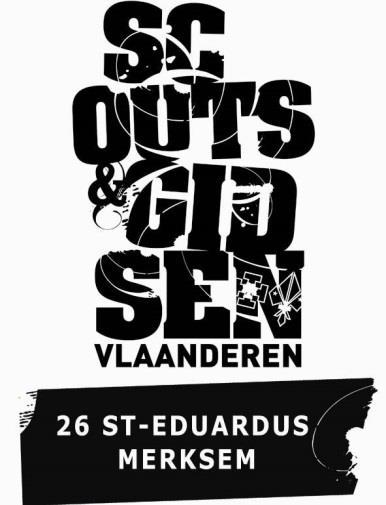 SC
OUTS
& GID
SEN
VLAANDEREN
26 ST-EDUARDUS
MERKSEM